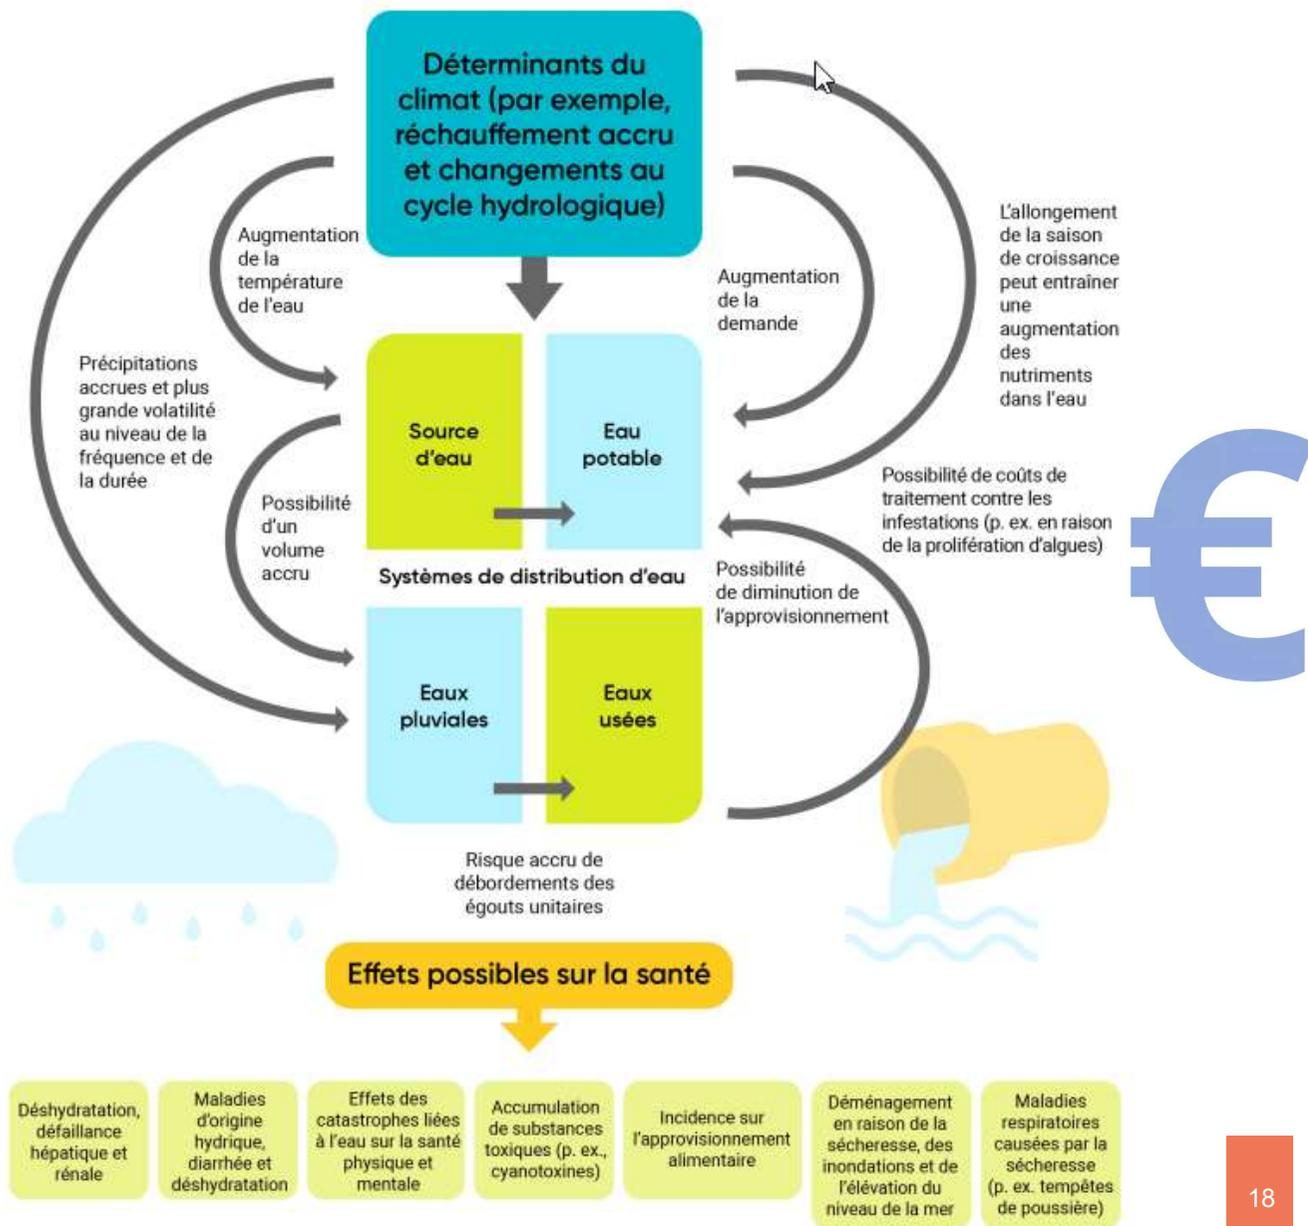 Déterminants du
climat (par exemple,
réchauffement accru
et changements au
cycle hydrologique)
Augmentation
de la
température
de l'eau
Augmentation
de la
demande
L'allongement
de la saison
de croissance
peut entraîner
une
augmentation
des
nutriments
dans l'eau
Précipitations
accrues et plus
grande volatilité
au niveau de la
fréquence et de
la durée
Source
d'eau
Eau
potable
Possibilité
d'un
volume
accru
Possibilité de coûts de
traitement contre les
infestations (p. ex. en raison
de la prolifération d'algues)
€
Systèmes de distribution d'eau
Possibilité
de diminution de
l'approvisionnement
Eaux
pluviales
Eaux
usées
Risque accru de
débordements des
égouts unitaires
Effets possibles sur la santé
Déshydratation,
défaillance
hépatique et
rénale
Maladies
d'origine
hydrique,
diarrhée et
déshydratation
Effets des
catastrophes liées
à l'eau sur la santé
physique et
mentale
Accumulation
de substances
toxiques (p. ex.,
cyanotoxines)
Incidence sur
l'approvisionnement
alimentaire
Déménagement
en raison de la
sécheresse, des
inondations et de
l'élévation du
niveau de la mer
Maladies
respiratoires
causées par la
sécheresse
(p. ex. tempêtes
de poussière)
18